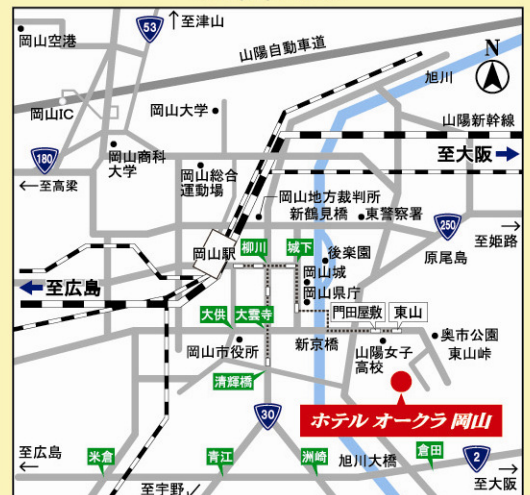 53
↑至津山
岡山空港
山陽自動車道
N
旭川
岡山IC
岡山大学
山陽新幹線
180
岡山商科
大学
岡山総合
運動場
至大阪→
←至高梁
岡山地方裁判所
新鶴見橋
東警察署
250
至姫路
→
原尾島
岡山駅
柳川
城下
後楽園
岡山城
岡山県庁
←至広島
大供
大雲寺
門田屋敷
東山
岡山市役所
新京橋
山陽女子
高校
奥市公園
東山峠
清輝橋
30
ホテル オークラ 岡山
至広島
←
米倉
青江
洲崎
旭川大橋
倉田
2
→
至大阪
至宇野↙